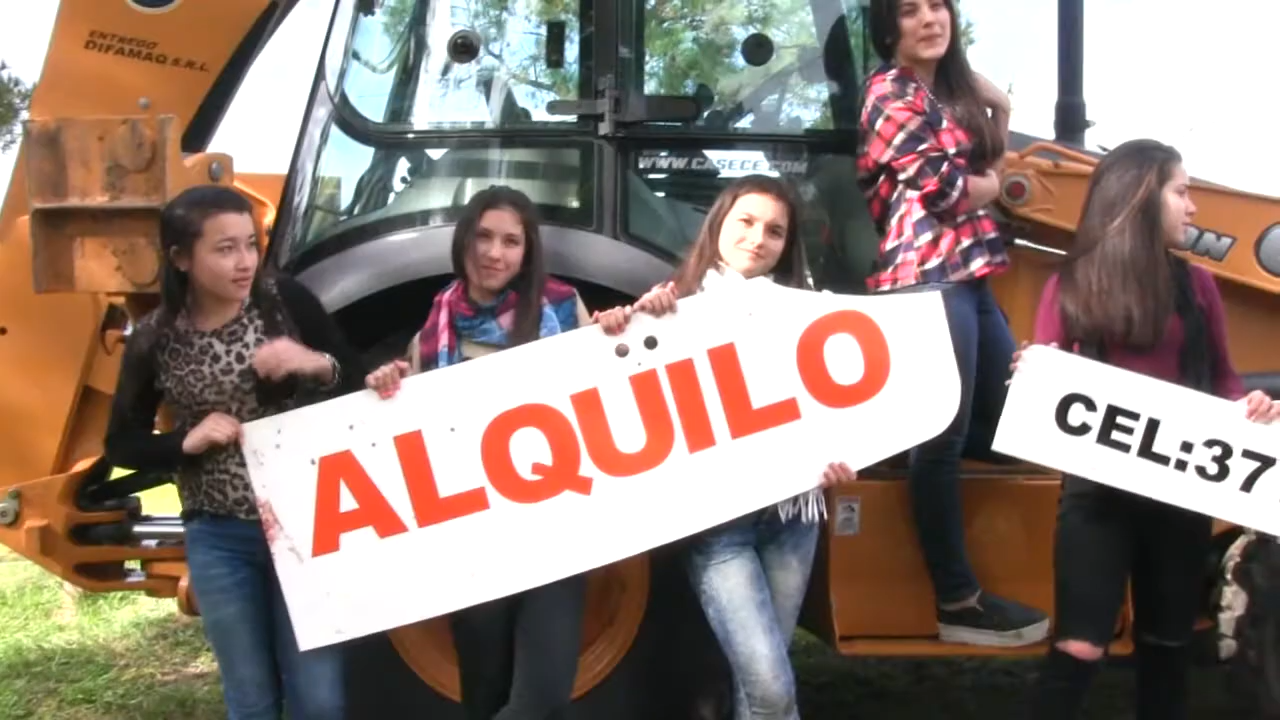 ENTREGO
DIFAMAQ S.R.L.
WWW.CASECE.COM
ALQUILO
CEL:37